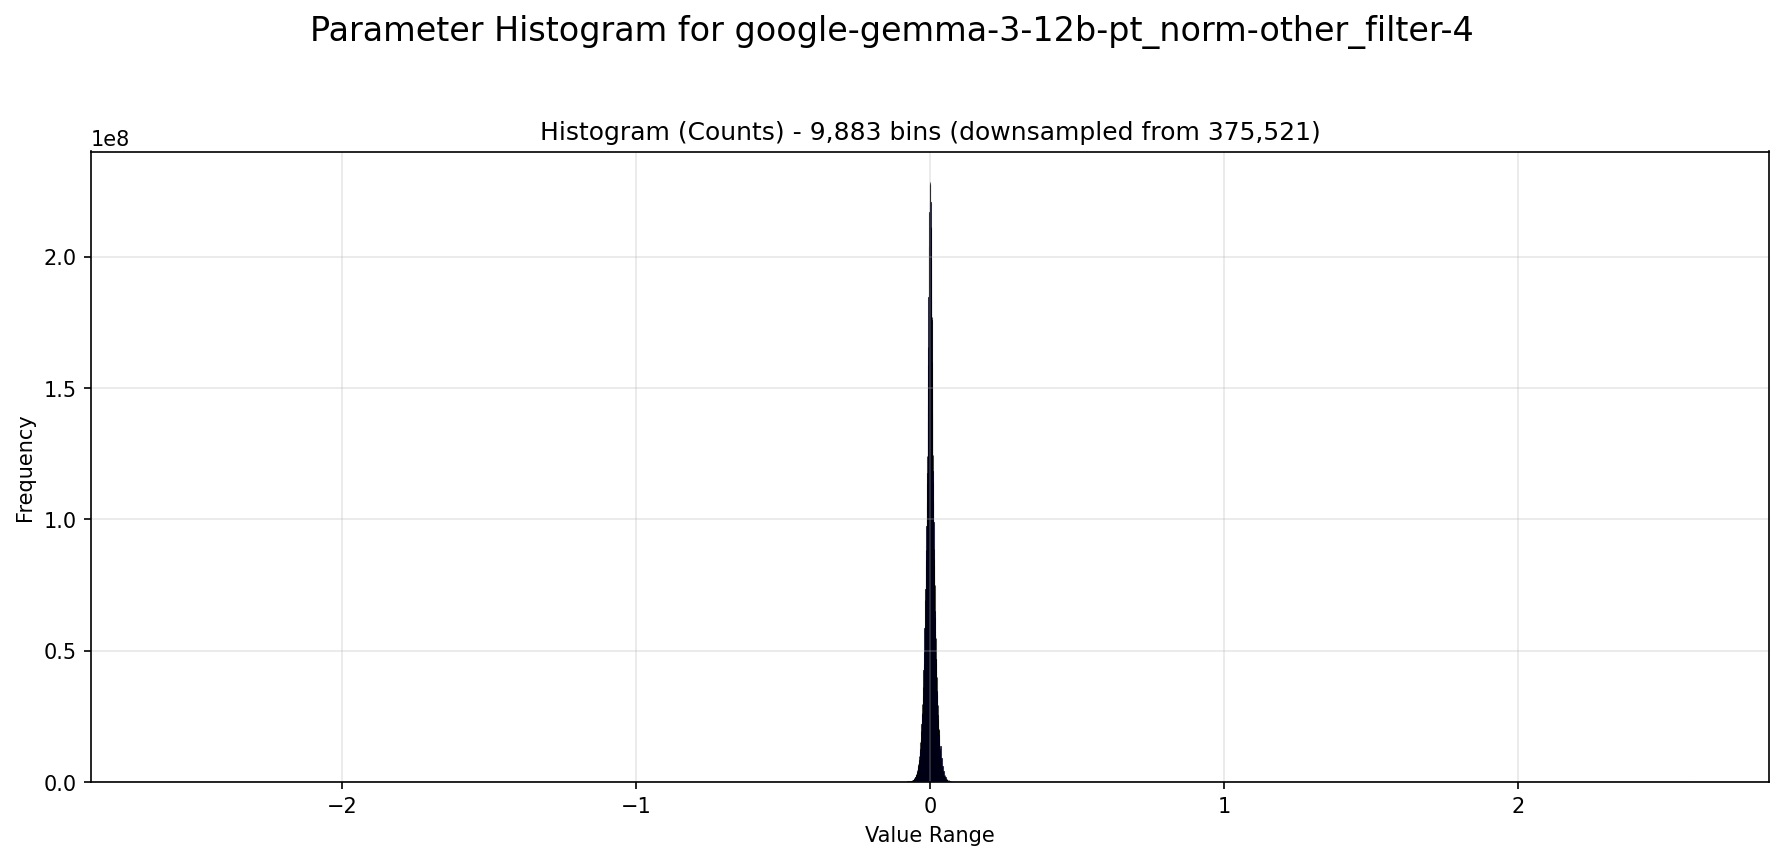 Parameter Histogram for google-gemma-3-12b-pt_norm-other_filter-4
Histogram (Counts) - 9,883 bins (downsampled from 375,521)
1e8
2.0
1.5
1.0
0.5
0.0
Frequency
−2
−1
0
1
2
Value Range